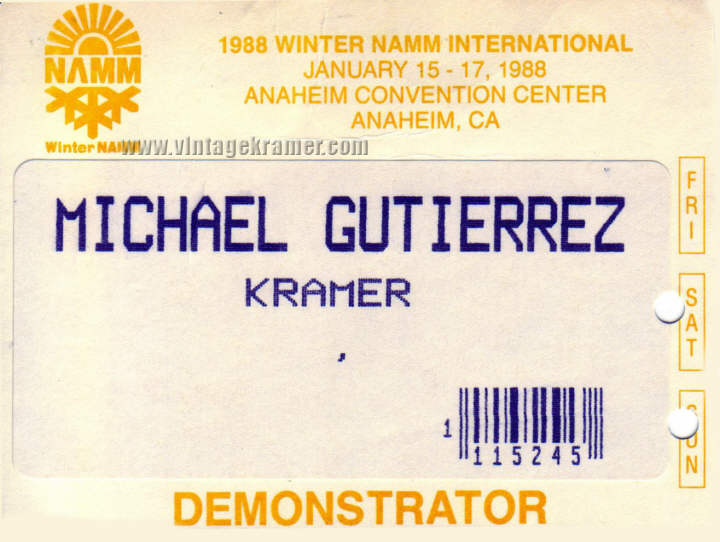 NAMM
Winter NAMM
1988 WINTER NAMM INTERNATIONAL
JANUARY 15 - 17, 1988
ANAHEIM CONVENTION CENTER
ANAHEIM, CA
www.vintagekramer.com
MICHAEL GUTIERREZ
KRAMER
,
FRI
SAT
SUN
1 115245
DEMONSTRATOR